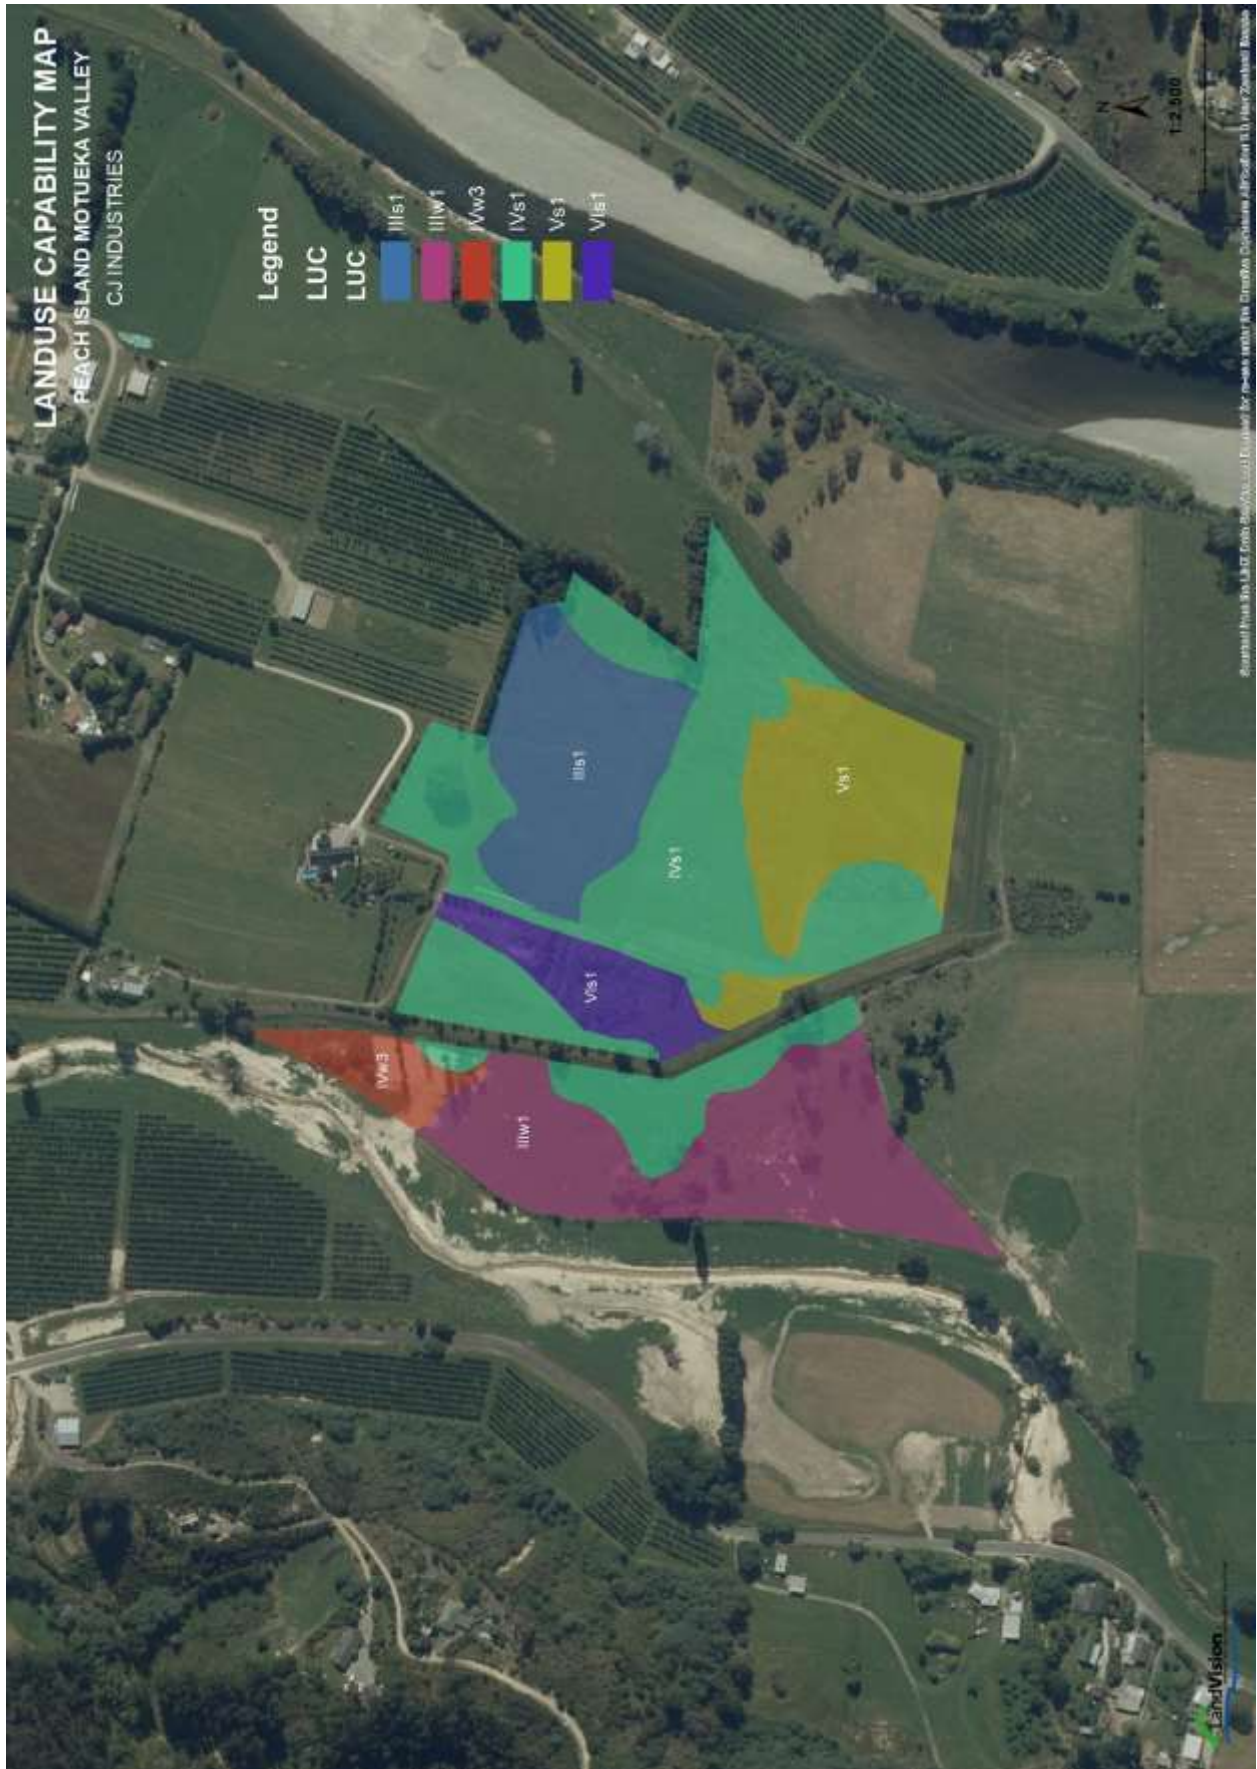 LANDUSE CAPABILITY MAP
PEACH ISLAND MOTUEKA VALLEY
CJ INDUSTRIES
Legend
LUC
LUC
IIIs1
IIIw1
IVw3
IVs1
Vs1
VIs1
IVw3
IIIw1
VIs1
IIIs1
IVs1
Vs1
N
1:2,500
LandVision